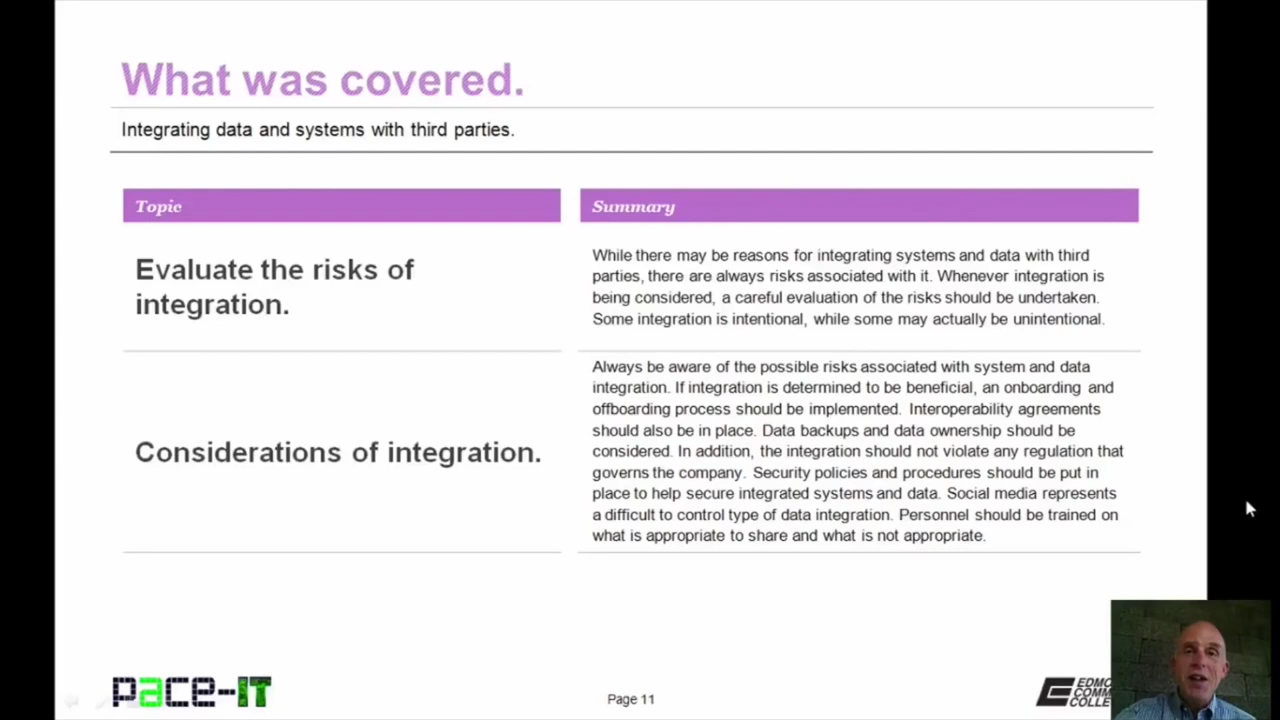 What was covered.
Integrating data and systems with third parties.
Topic
Summary
Evaluate the risks of
integration.
While there may be reasons for integrating systems and data with third
parties, there are always risks associated with it. Whenever integration is
being considered, a careful evaluation of the risks should be undertaken.
Some integration is intentional, while some may actually be unintentional.
Considerations of integration.
Always be aware of the possible risks associated with system and data
integration. If integration is determined to be beneficial, an onboarding and
offboarding process should be implemented. Interoperability agreements
should also be in place. Data backups and data ownership should be
considered. In addition, the integration should not violate any regulation that
governs the company. Security policies and procedures should be put in
place to help secure integrated systems and data. Social media represents
a difficult to control type of data integration. Personnel should be trained on
what is appropriate to share and what is not appropriate.
pace-IT
Page 11